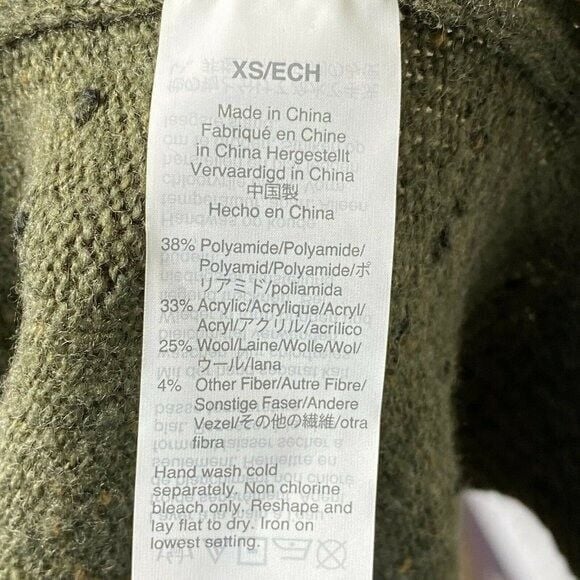 XS/ECH
Made in China
Fabriqué en Chine
in China Hergestellt
Vervaardigd in China
中国製
Hecho en China
38% Polyamide/Polyamide/
Polyamid/Polyamide/ポ
リアミド/poliamida
33% Acrylic/Acrylique/Acryl/
Acryl/アクリル/acrilico
25% Wool/Laine/Wolle/Wol/
ウール/lana
4% Other Fiber/Autre Fibre/
Sonstige Faser/Andere
Vezel/その他の繊維/otra
fibra
Hand wash cold
separately. Non chlorine
bleach only. Reshape and
lay flat to dry. Iron on
lowest setting.